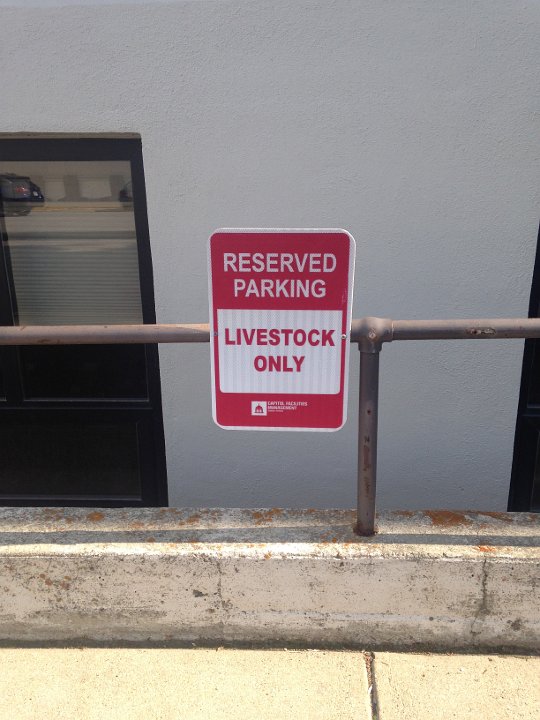 RESERVED
PARKING
LIVESTOCK
ONLY
CAPITOL FACILITIES
MANAGEMENT